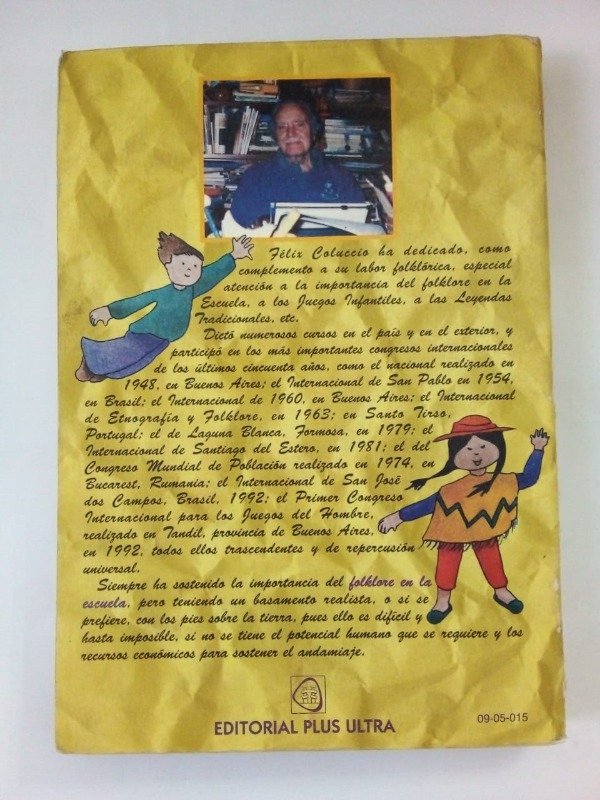 Félix Coluccio ha dedicado, como
complemento a su labor folklórica, especial
atención a la importancia del folklore en la
Escuela, a los Juegos Infantiles, a las Leyendas
Tradicionales, etc.
Dictó numerosos cursos en el país y en el exterior, y
participó en los más importantes congresos internacionales
de los últimos cincuenta años, como el nacional realizado en
1948, en Buenos Aires; el Internacional de San Pablo en 1954,
en Brasil; el Internacional de 1960, en Buenos Aires; el Internacional
de Etnografía y Folklore, en 1963; en Santo Tirso,
Portugal; el de Laguna Blanca, Formosa, en 1979; el
Internacional de Santiago del Estero, en 1981; el del
Congreso Mundial de Población realizado en 1974, en
Bucarest, Rumania; el Internacional de San José
dos Campos, Brasil, 1992; el Primer Congreso
Internacional para los Juegos del Hombre,
realizado en Tandil, provincia de Buenos Aires,
en 1992, todos ellos trascendentes y de repercusión
universal.
Siempre ha sostenido la importancia del folklore en la
escuela, pero teniendo un basamento realista, o si se
prefiere, con los pies sobre la tierra, pues ello es difícil y
hasta imposible, si no se tiene el potencial humano que se requiere y los
recursos económicos para sostener el andamiaje.
EDITORIAL PLUS ULTRA
09-05-015